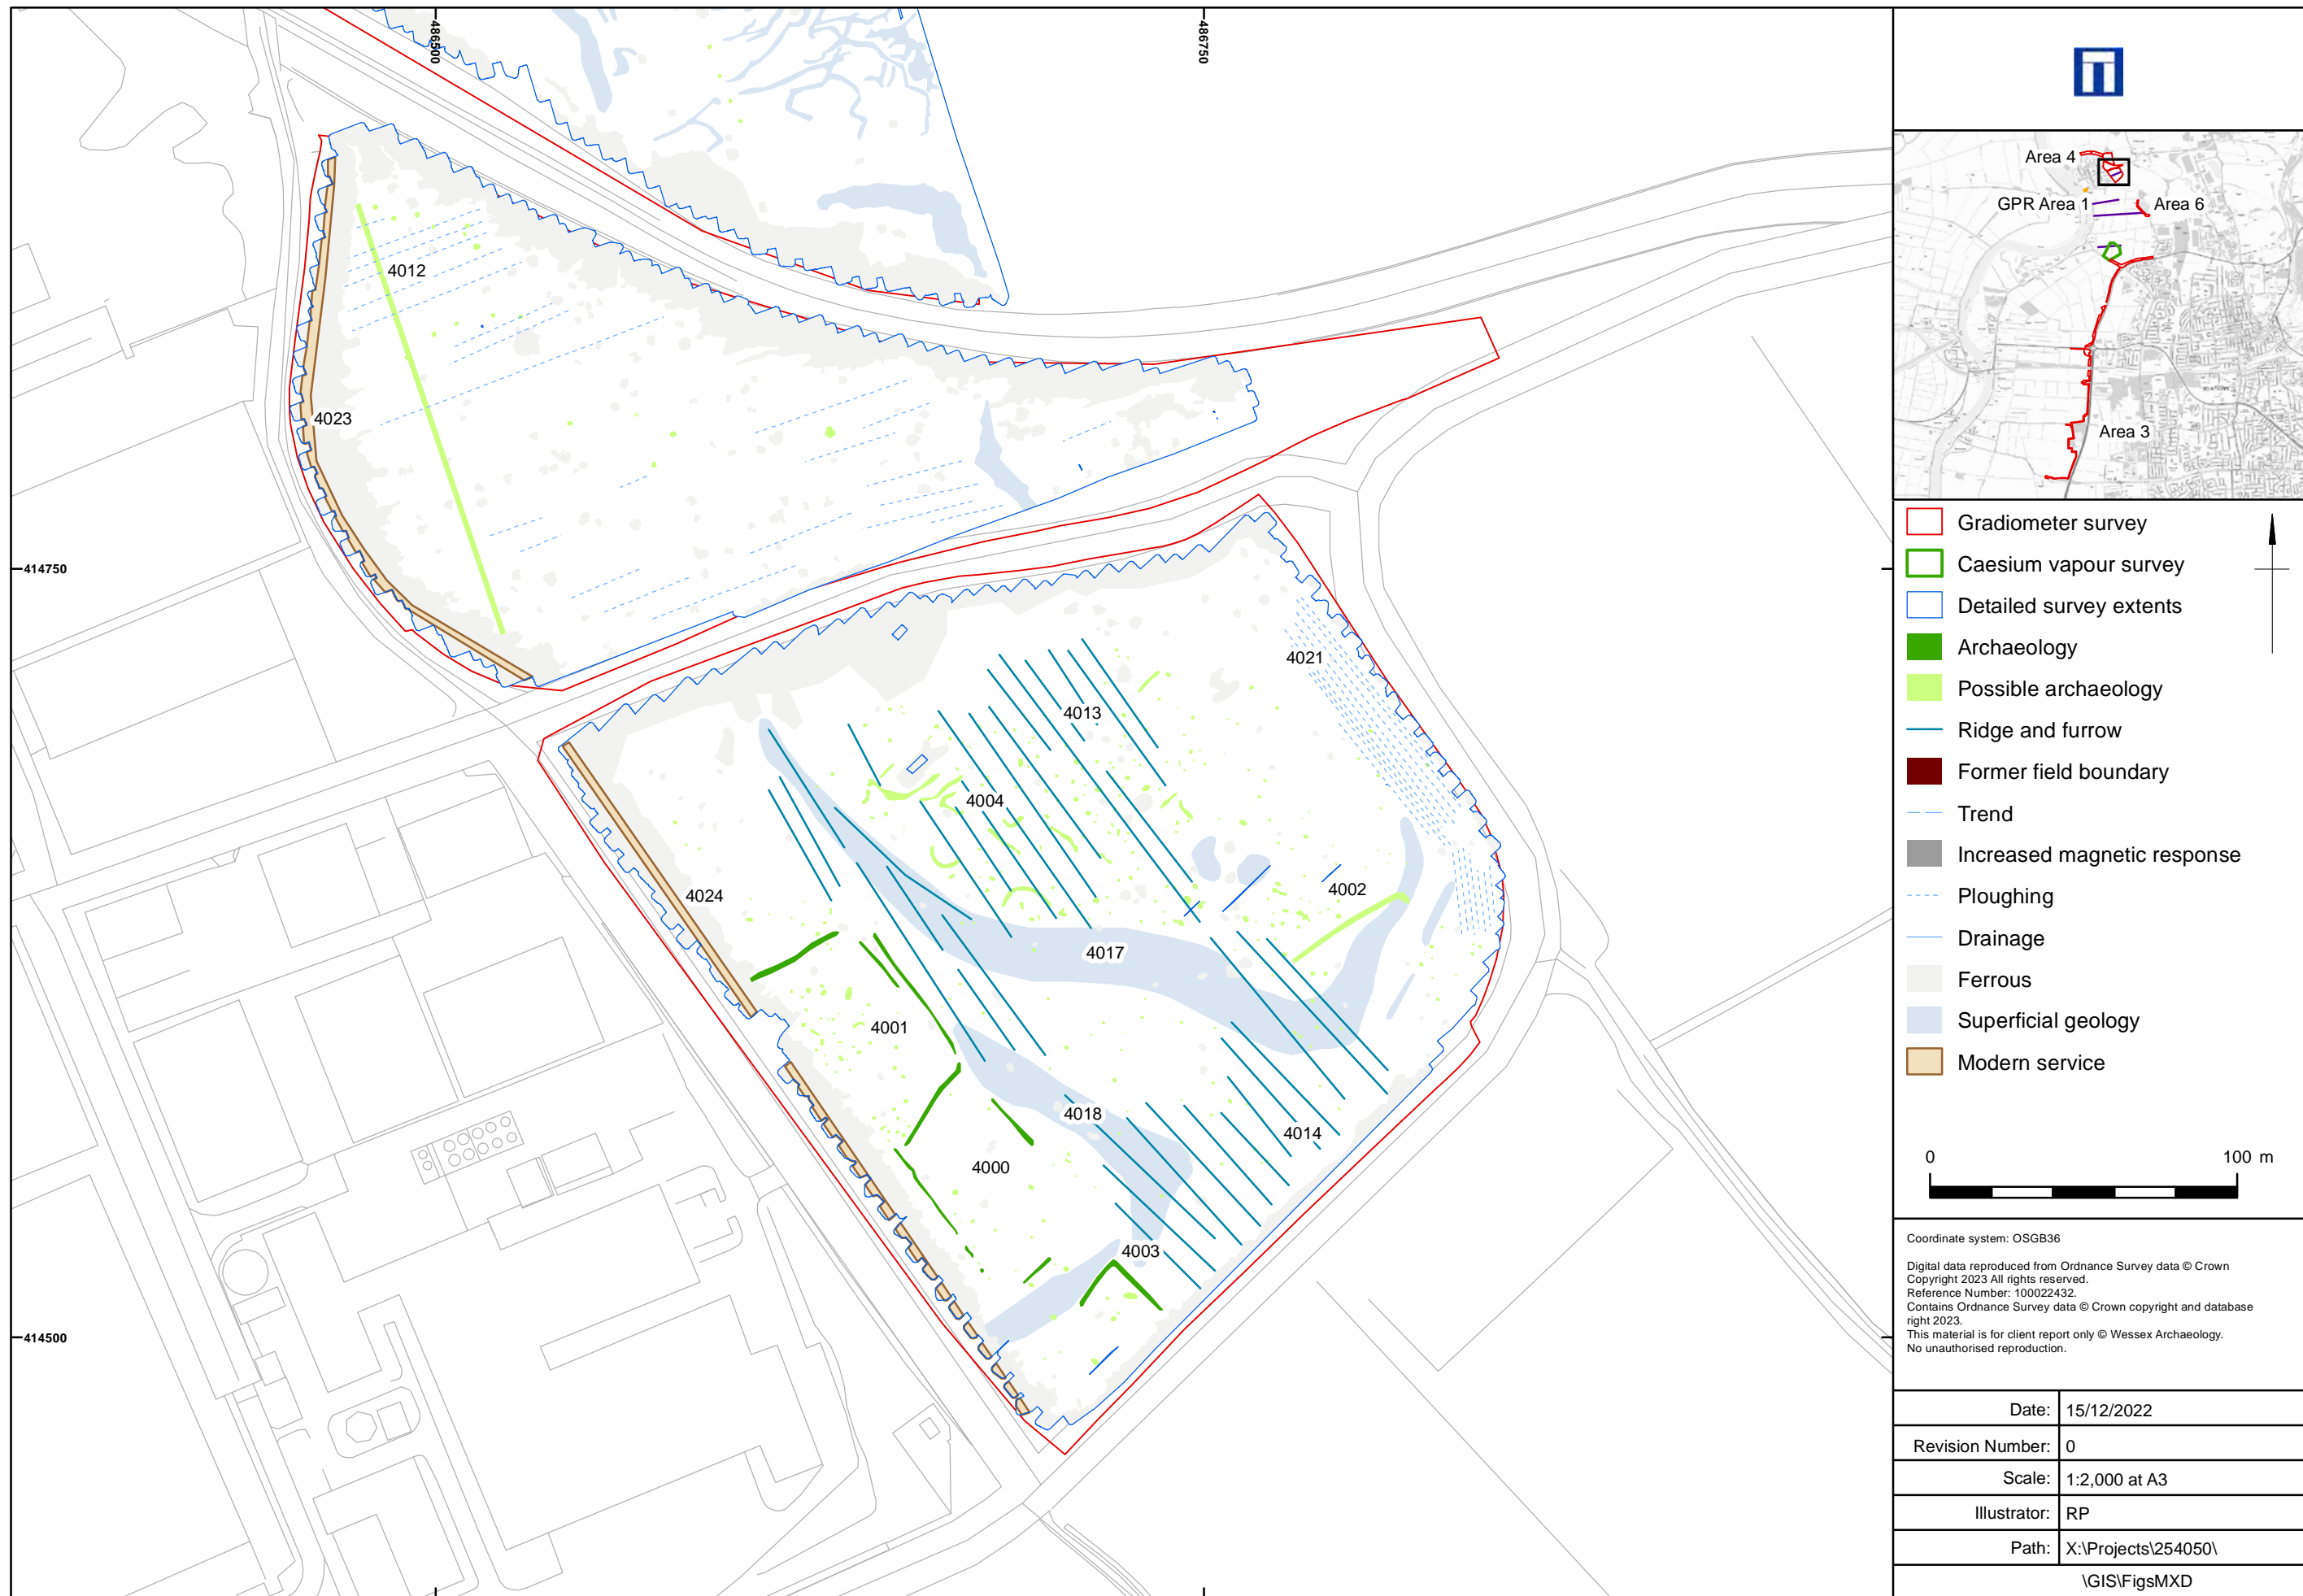 486500
486750
414750
414500
4012
4023
4021
4013
4004
4024
4002
4017
4001
4018
4014
4000
4003
Area 4
GPR Area 1
Area 6
Area 3
Gradiometer survey
Caesium vapour survey
Detailed survey extents
Archaeology
Possible archaeology
Ridge and furrow
Former field boundary
Trend
Increased magnetic response
Ploughing
Drainage
Ferrous
Superficial geology
Modern service
0 100 m
Coordinate system: OSGB36
Digital data reproduced from Ordnance Survey data © Crown
Copyright 2023 All rights reserved.
Reference Number: 100022432.
Contains Ordnance Survey data © Crown copyright and database
right 2023.
This material is for client report only © Wessex Archaeology.
No unauthorised reproduction.
Date: 15/12/2022
Revision Number: 0
Scale: 1:2,000 at A3
Illustrator: RP
Path: X:\Projects\254050\
\GIS\FigsMXD